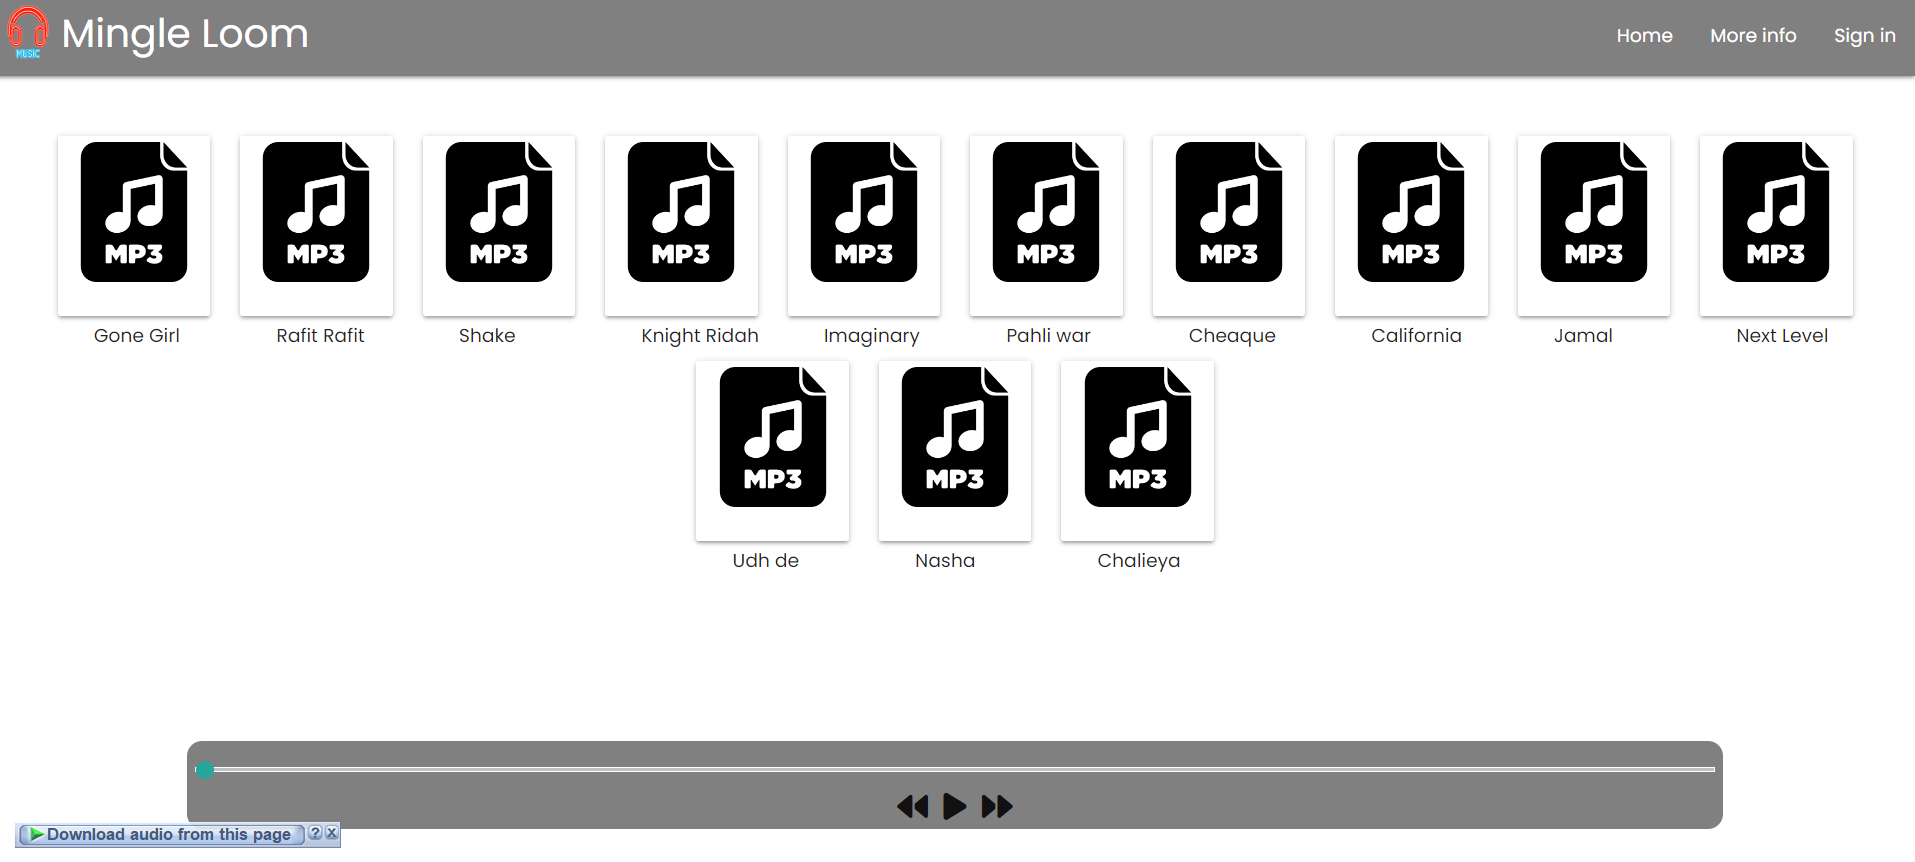 MUSIC
Mingle Loom
Home More info Sign in
MP3 MP3 MP3 MP3 MP3 MP3 MP3 MP3 MP3 MP3
Gone Girl Rafit Rafit Shake Knight Ridah Imaginary Pahli war Cheaque California Jamal Next Level
MP3 MP3 MP3
Udh de Nasha Chalieya
Download audio from this page ? x